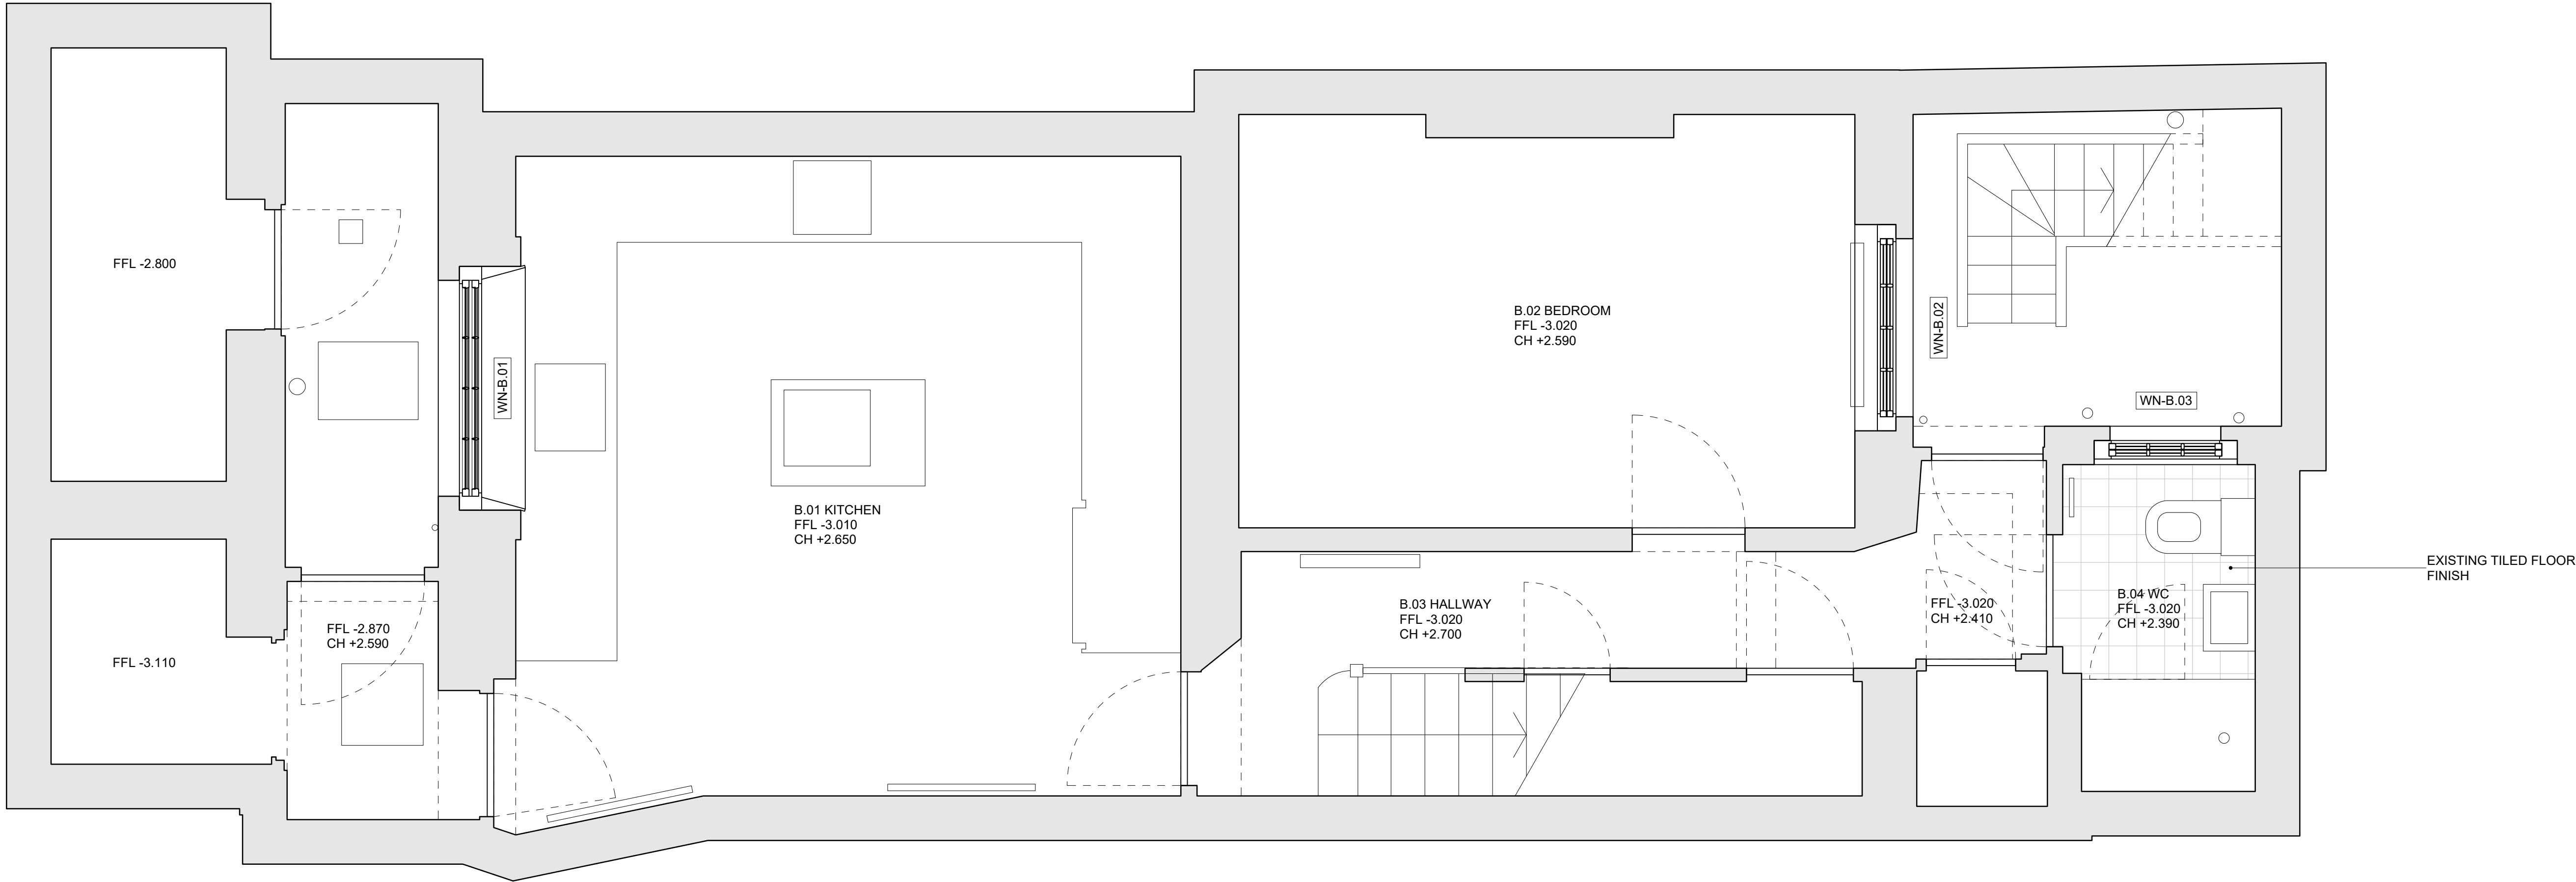 FFL -2.800
FFL -3.110
FFL -2.870
CH +2.590
WN-B.01
B.01 KITCHEN
FFL -3.010
CH +2.650
B.02 BEDROOM
FFL -3.020
CH +2.590
B.03 HALLWAY
FFL -3.020
CH +2.700
WN-B.02
WN-B.03
FFL -3.020
CH +2.410
B.04 WC
FFL -3.020
CH +2.390
EXISTING TILED FLOOR
FINISH